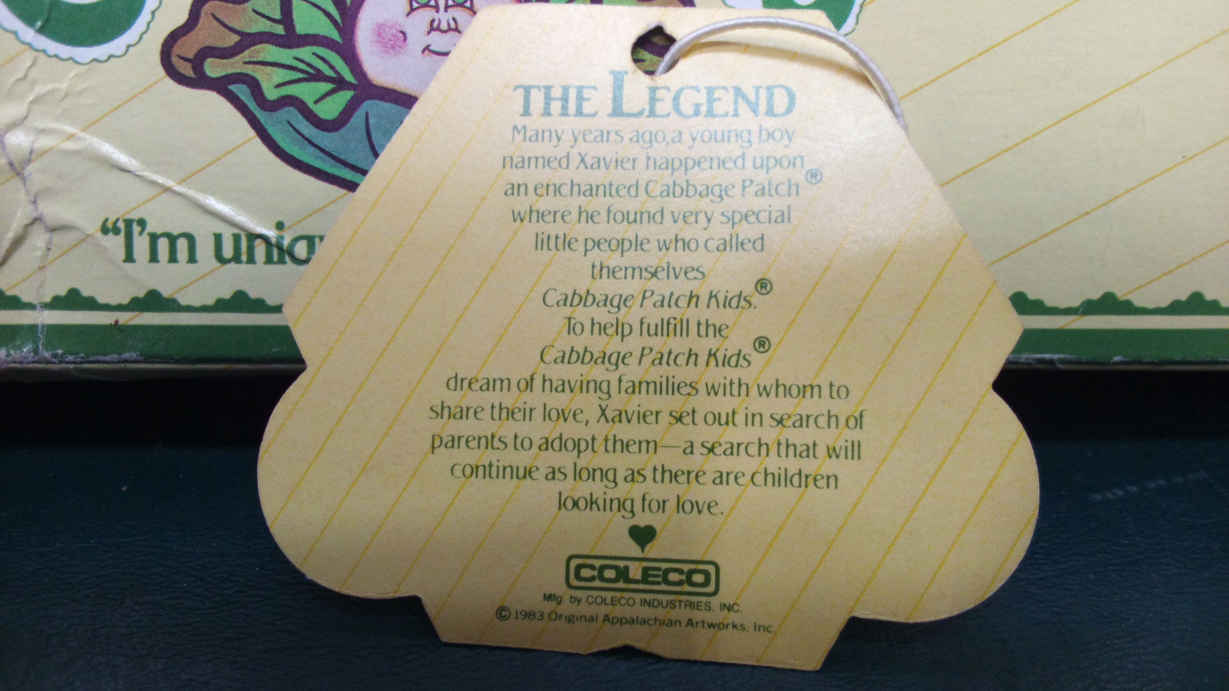 THE LEGEND
Many years ago, a young boy
named Xavier happened upon
an enchanted Cabbage Patch®
where he found very special
little people who called
themselves
Cabbage Patch Kids.®
To help fulfill the
Cabbage Patch Kids®
dream of having families with whom to
share their love, Xavier set out in search of
parents to adopt them—a search that will
continue as long as there are children
looking for love.
COLECO
Mfg. by COLECO INDUSTRIES, INC.
© 1983 Original Appalachian Artworks, Inc.
“I'm